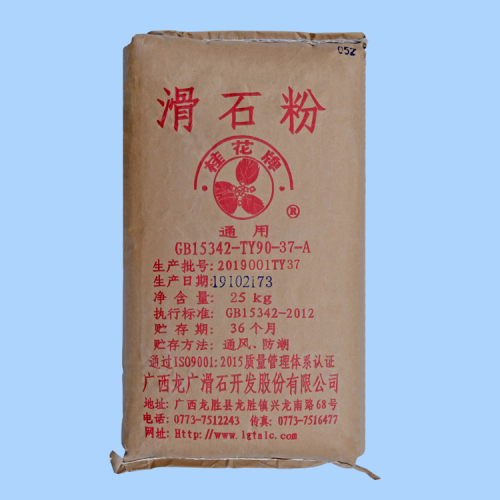 052
滑石粉
桂花牌
®
通用
GB15342-TY90-37-A
生产批号:2019001TY37
生产日期:19102173
净含量: 25kg
执行标准: GB15342-2012
贮存期: 36个月
贮存方法: 通风、防潮
通过ISO9001:2015质量管理体系认证
广西龙广滑石开发股份有限公司
地址: 广西龙胜县龙胜镇兴龙南路68号
电话: 0773-7512243 传真: 0773-7516477
网址: Http://www.lgtalc.com